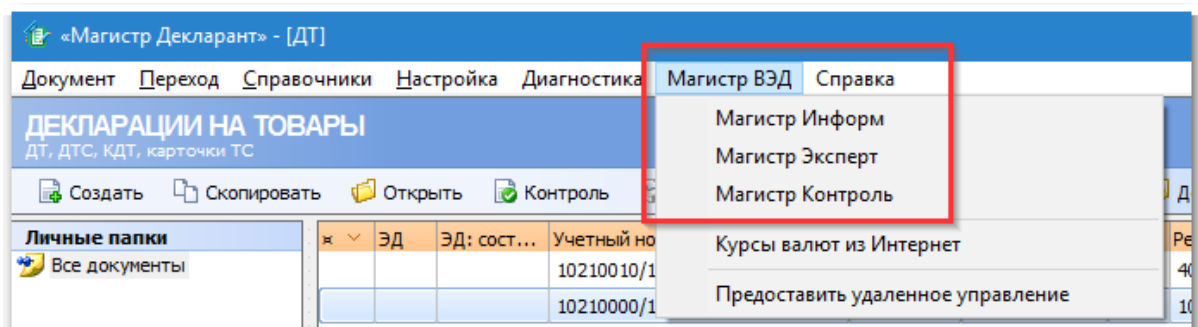 «Магистр Декларант» - [ДТ]
Документ Переход Справочники Настройка Диагностика Магистр ВЭД Справка
ДЕКЛАРАЦИИ НА ТОВАРЫ
ДТ, ДТС, КДТ, карточки ТС
Магистр Информ
Магистр Эксперт
Магистр Контроль
Курсы валют из Интернет
Предоставить удаленное управление
Создать Скопировать Открыть Контроль
Личные папки
Все документы
ЭД ЭД: сост... Учетный но
10210010/1
10210000/1